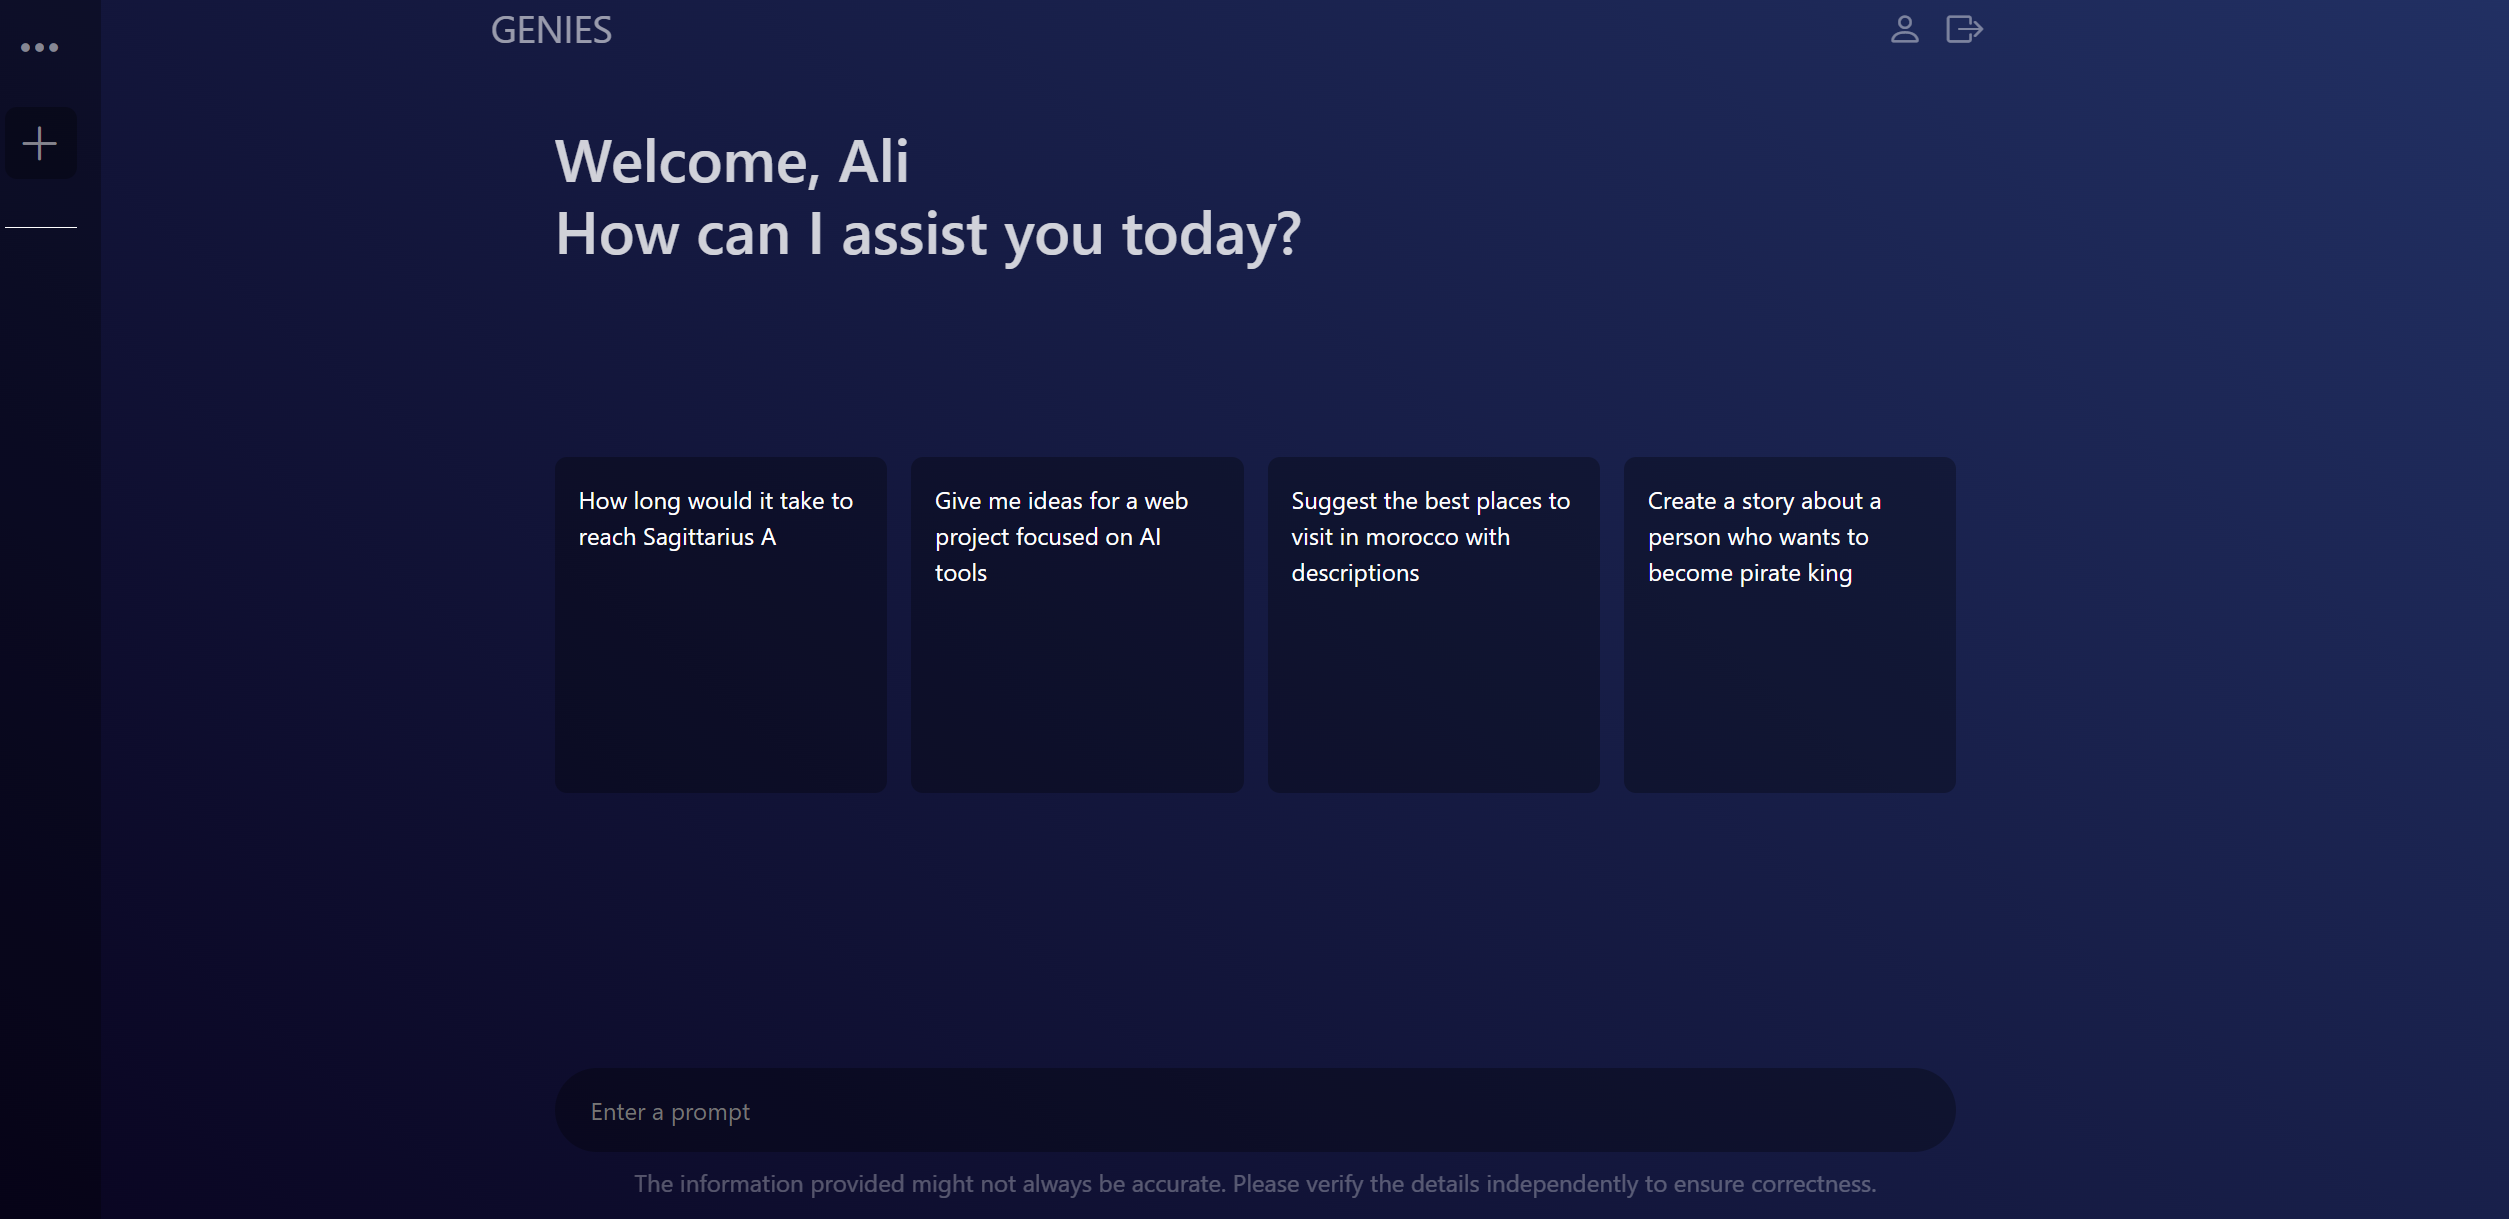 GENIES
Welcome, Ali
How can I assist you today?
How long would it take to
reach Sagittarius A
Give me ideas for a web
project focused on AI
tools
Suggest the best places to
visit in morocco with
descriptions
Create a story about a
person who wants to
become pirate king
Enter a prompt
The information provided might not always be accurate. Please verify the details independently to ensure correctness.